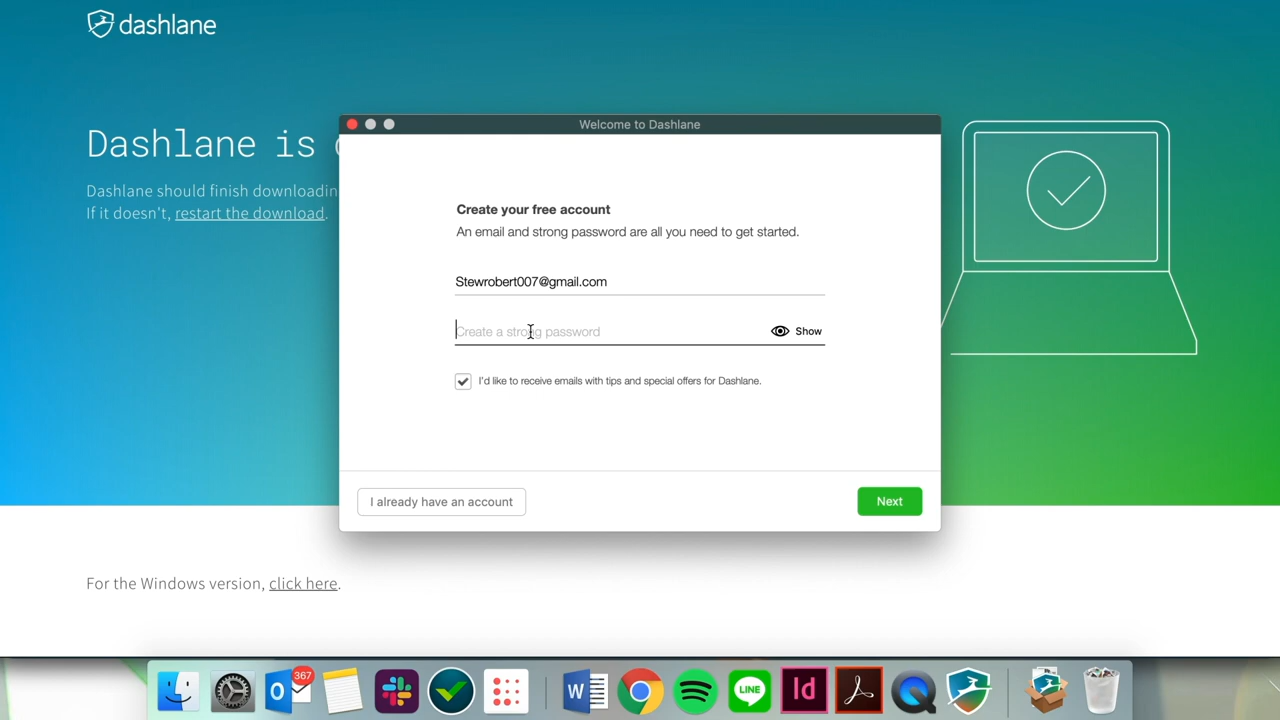 dashlane
Welcome to Dashlane
Dashlane is
Dashlane should finish downloadin
If it doesn't, restart the download.
Create your free account
An email and strong password are all you need to get started.
Stewrobert007@gmail.com
Create a strong password
Show
I'd like to receive emails with tips and special offers for Dashlane.
I already have an account
Next
For the Windows version, click here.
367
W
LINE
Id